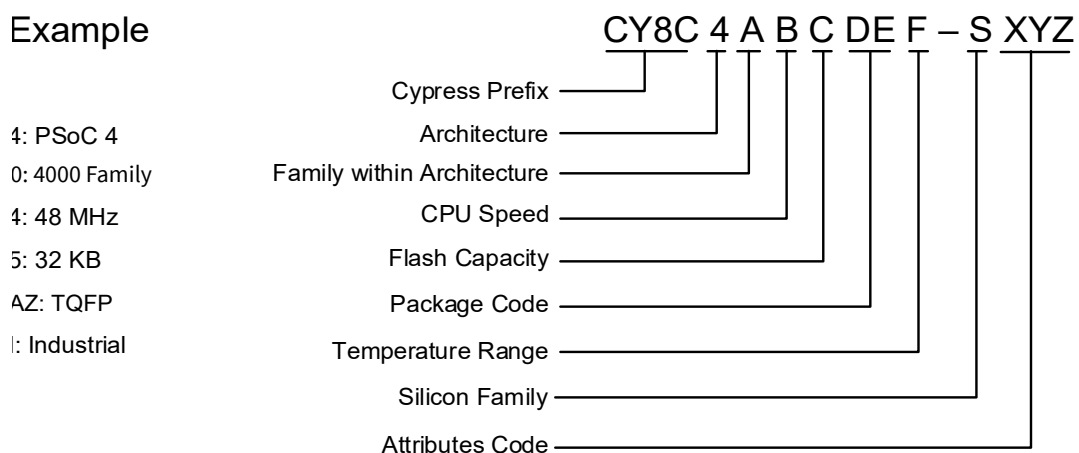 Example CY8C 4 A B C DE F – S XYZ
Cypress Prefix
4: PSoC 4 Architecture
0: 4000 Family Family within Architecture
4: 48 MHz CPU Speed
5: 32 KB Flash Capacity
AZ: TQFP Package Code
I: Industrial Temperature Range
Silicon Family
Attributes Code